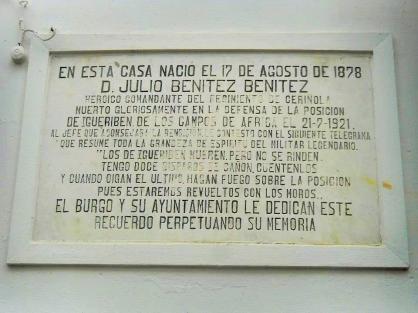 EN ESTA CASA NACIO EL 17 DE AGOSTO DE 1878
D. JULIO BENITEZ BENITEZ
HEROICO COMANDANTE DEL REGIMIENTO DE CERIÑOLA
MUERTO GLERIOSAMENTE EN LA DEFENSA DE LA POSICION
DE IGUERIBEN, DE LOS CAMPOS DE AFRICA EL 21-7-1921.
AL JEFE QUE ACONSEJABA LA RENDICION, LE CONTESTO CON EL SIGUIENTE TELEGRAMA
QUE RESUME TODA LA GRANDEZA DE ESPIRITU DEL MILITAR LEGENDARIO.
"LOS DE IGUERIBEN MUEREN, PERO NO SE RINDEN.
TENGO DOCE DISPAROS DE CAÑON, CUENTENLOS
Y CUANDO OIGAN EL ULTIMO, HAGAN FUEGO SOBRE LA POSICION
PUES ESTAREMOS REVUELTOS CON LOS MOROS".
EL BURGO Y SU AYUNTAMIENTO LE DEDICAN ESTE
RECUERDO PERPETUANDO SU MEMORIA